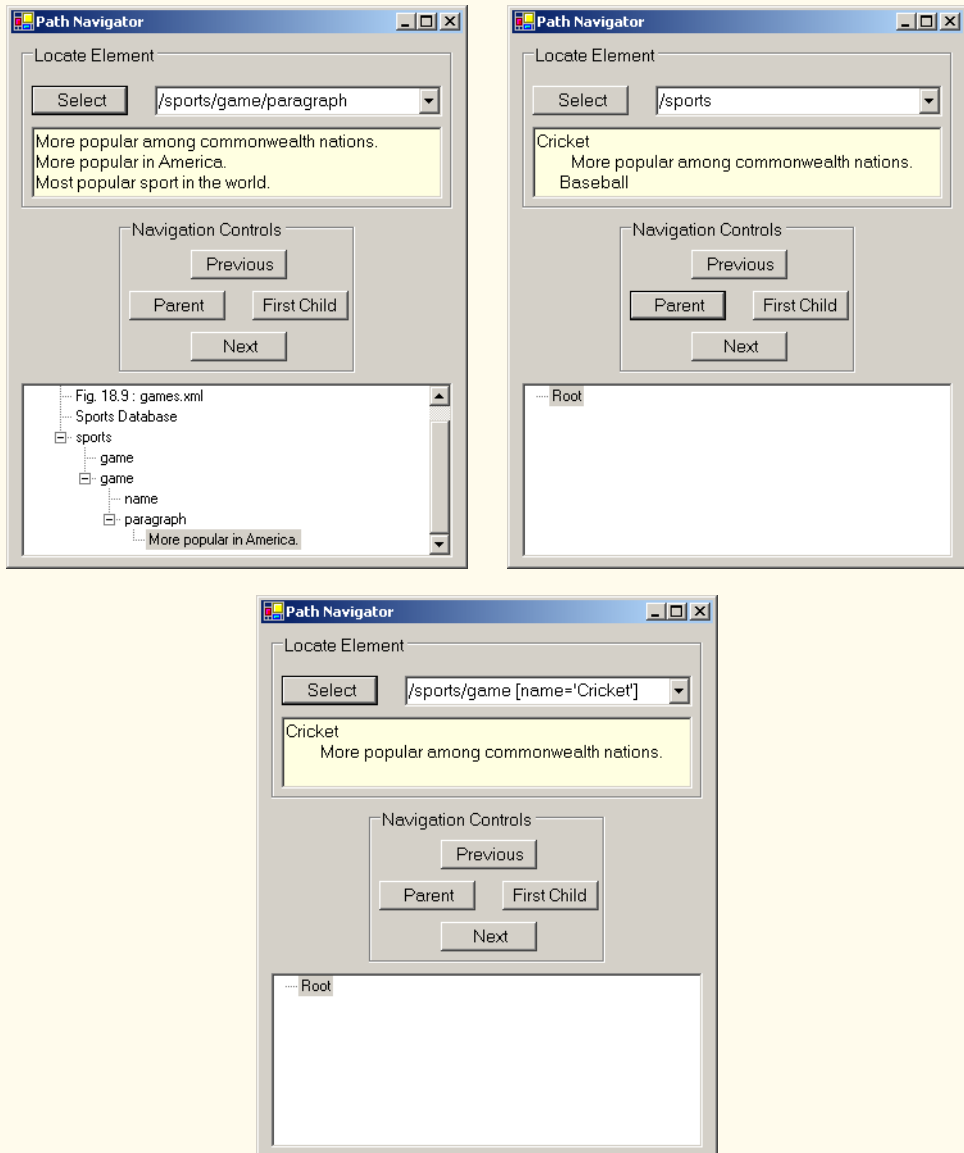 Path Navigator
Locate Element
Select /sports/game/paragraph
More popular among commonwealth nations.
More popular in America.
Most popular sport in the world.
Navigation Controls
Previous
Parent First Child
Next
Fig. 18.9 : games.xml
Sports Database
sports
game
game
name
paragraph
More popular in America.
Path Navigator
Locate Element
Select /sports
Cricket
More popular among commonwealth nations.
Baseball
Navigation Controls
Previous
Parent First Child
Next
Root
Path Navigator
Locate Element
Select /sports/game [name='Cricket']
Cricket
More popular among commonwealth nations.
Navigation Controls
Previous
Parent First Child
Next
Root